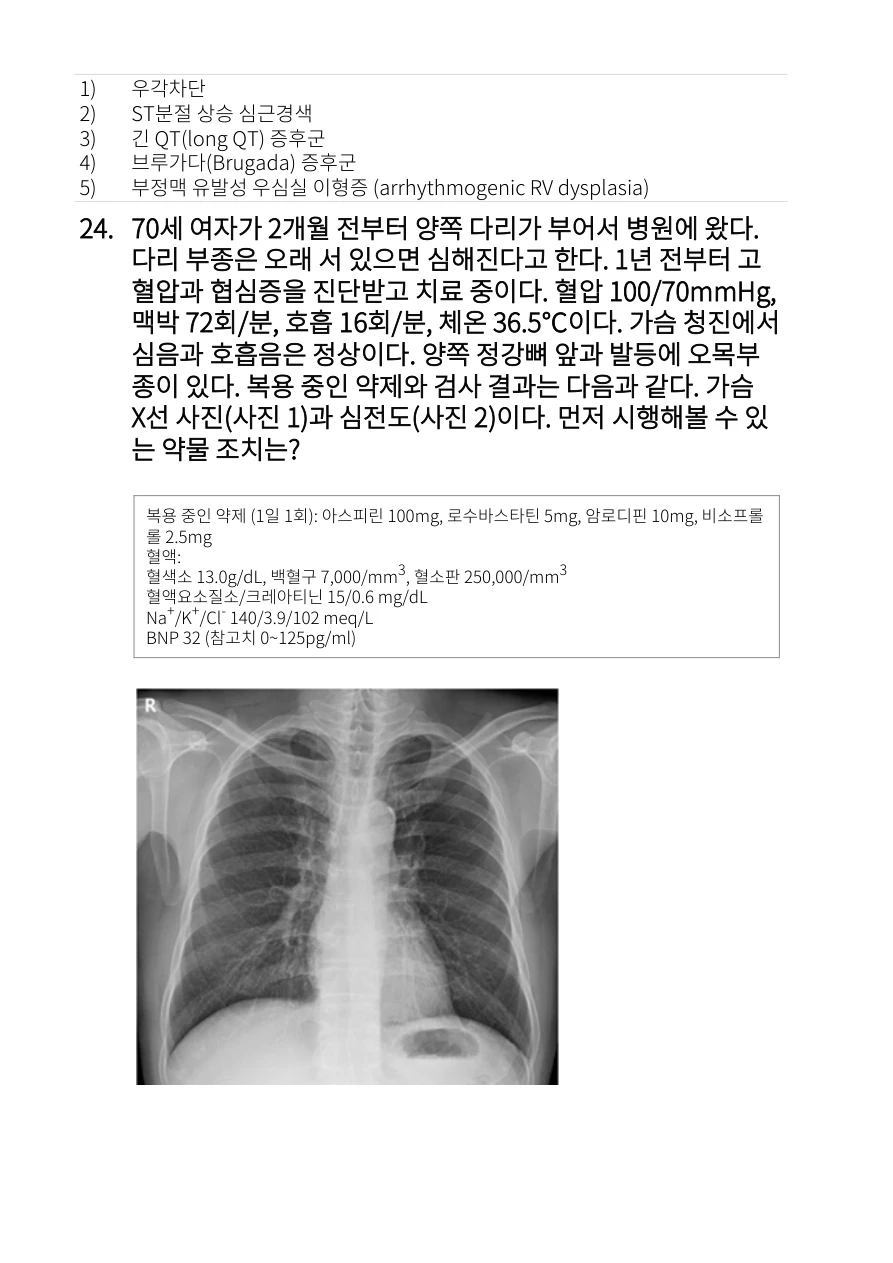 1) 우각차단
2) ST분절 상승 심근경색
3) 긴 QT(long QT) 증후군
4) 브루가다(Brugada) 증후군
5) 부정맥 유발성 우심실 이형증 (arrhythmogenic RV dysplasia)
24. 70세 여자가 2개월 전부터 양쪽 다리가 부어서 병원에 왔다.
다리 부종은 오래 서 있으면 심해진다고 한다. 1년 전부터 고
혈압과 협심증을 진단받고 치료 중이다. 혈압 100/70mmHg,
맥박 72회/분, 호흡 16회/분, 체온 36.5℃이다. 가슴 청진에서
심음과 호흡음은 정상이다. 양쪽 정강뼈 앞과 발등에 오목부
종이 있다. 복용 중인 약제와 검사 결과는 다음과 같다. 가슴
X선 사진(사진 1)과 심전도(사진 2)이다. 먼저 시행해볼 수 있
는 약물 조치는?
복용 중인 약제 (1일 1회): 아스피린 100mg, 로수바스타틴 5mg, 암로디핀 10mg, 비소프롤
롤 2.5mg
혈액:
혈색소 13.0g/dL, 백혈구 7,000/mm³, 혈소판 250,000/mm³
혈액요소질소/크레아티닌 15/0.6 mg/dL
Na⁺/K⁺/Cl⁻ 140/3.9/102 meq/L
BNP 32 (참고치 0~125pg/ml)
R